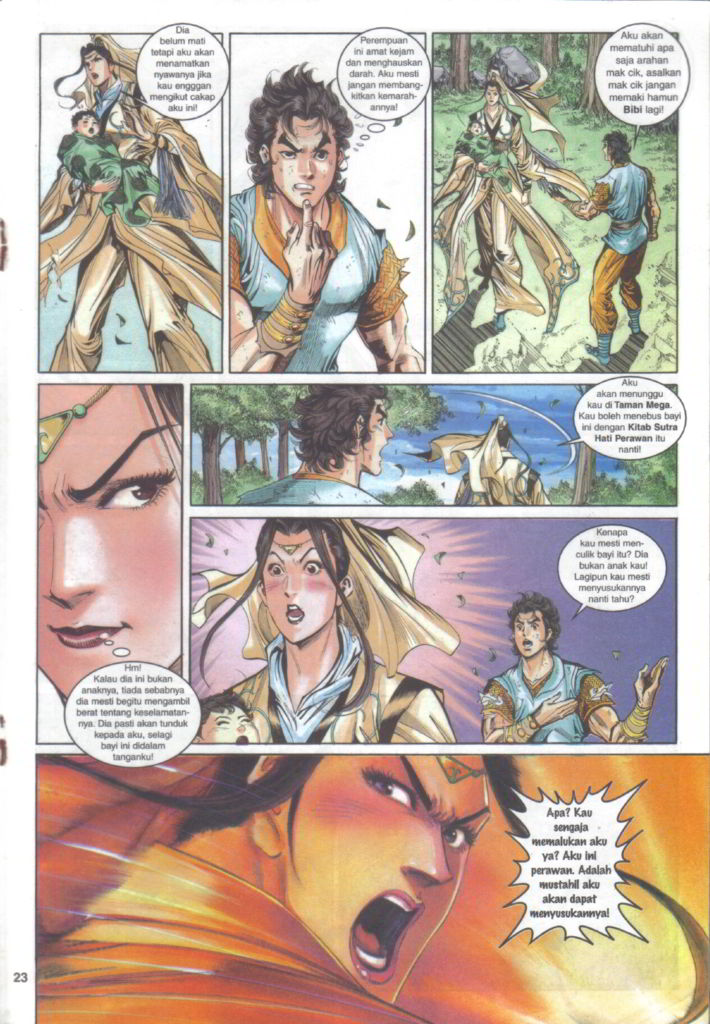 Dia
belum mati
tetapi aku akan
menamatkan
nyawanya jika
kau engggan
mengikut cakap
aku ini!
Perempuan
ini amat kejam
dan menghauskan
darah. Aku mesti
jangan membang-
kitkan kemarah-
annya!
Aku akan
mematuhi apa
saja arahan
mak cik, asalkan
mak cik jangan
memaki hamun
Bibi lagi!
Aku
akan menunggu
kau di Taman Mega.
Kau boleh menebus bayi
ini dengan Kitab Sutra
Hati Perawan itu
nanti!
Hm!
Kalau dia ini bukan
anaknya, tiada sebabnya
dia mesti begitu mengambil
berat tentang keselamatan-
nya. Dia pasti akan tunduk
kepada aku, selagi
bayi ini didalam
tanganku!
Kenapa
kau mesti men-
culik bayi itu? Dia
bukan anak kau!
Lagipun kau mesti
menyusukannya
nanti tahu?
Apa? Kau
sengaja
memalukan aku
ya? Aku ini
perawan. Adalah
mustahil aku
akan dapat
menyusukannya!
23